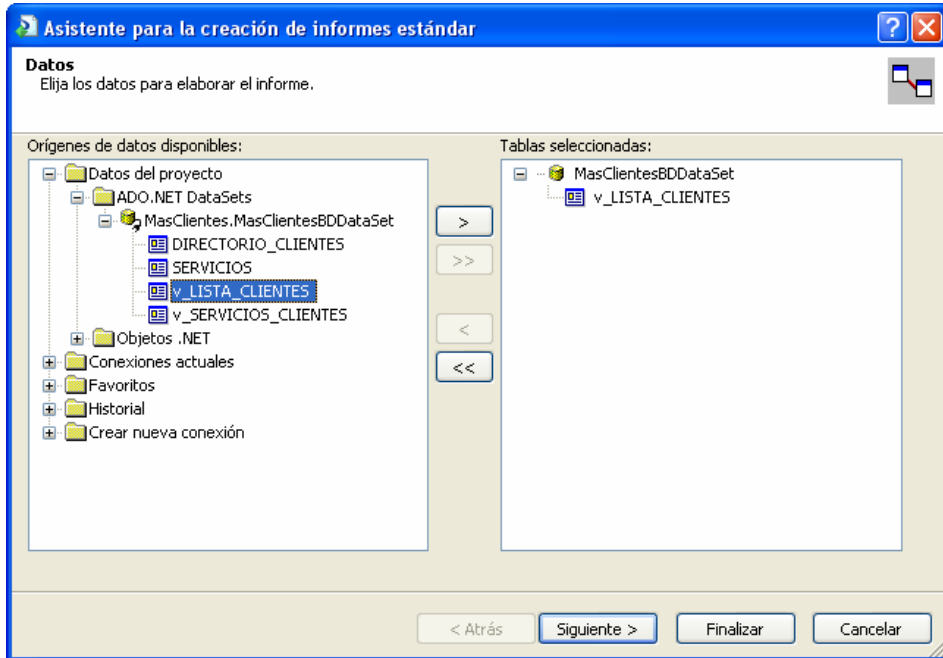 Asistente para la creación de informes estándar
Datos
Elija los datos para elaborar el informe.
Orígenes de datos disponibles:
Datos del proyecto
ADO.NET DataSets
MasClientes.MasClientesBDDataSet
DIRECTORIO_CLIENTES
SERVICIOS
v_LISTA_CLIENTES
v_SERVICIOS_CLIENTES
Objetos .NET
Conexiones actuales
Favoritos
Historial
Crear nueva conexión
>
>>
<
<<
Tablas seleccionadas:
MasClientesBDDataSet
v_LISTA_CLIENTES
< Atrás
Siguiente >
Finalizar
Cancelar